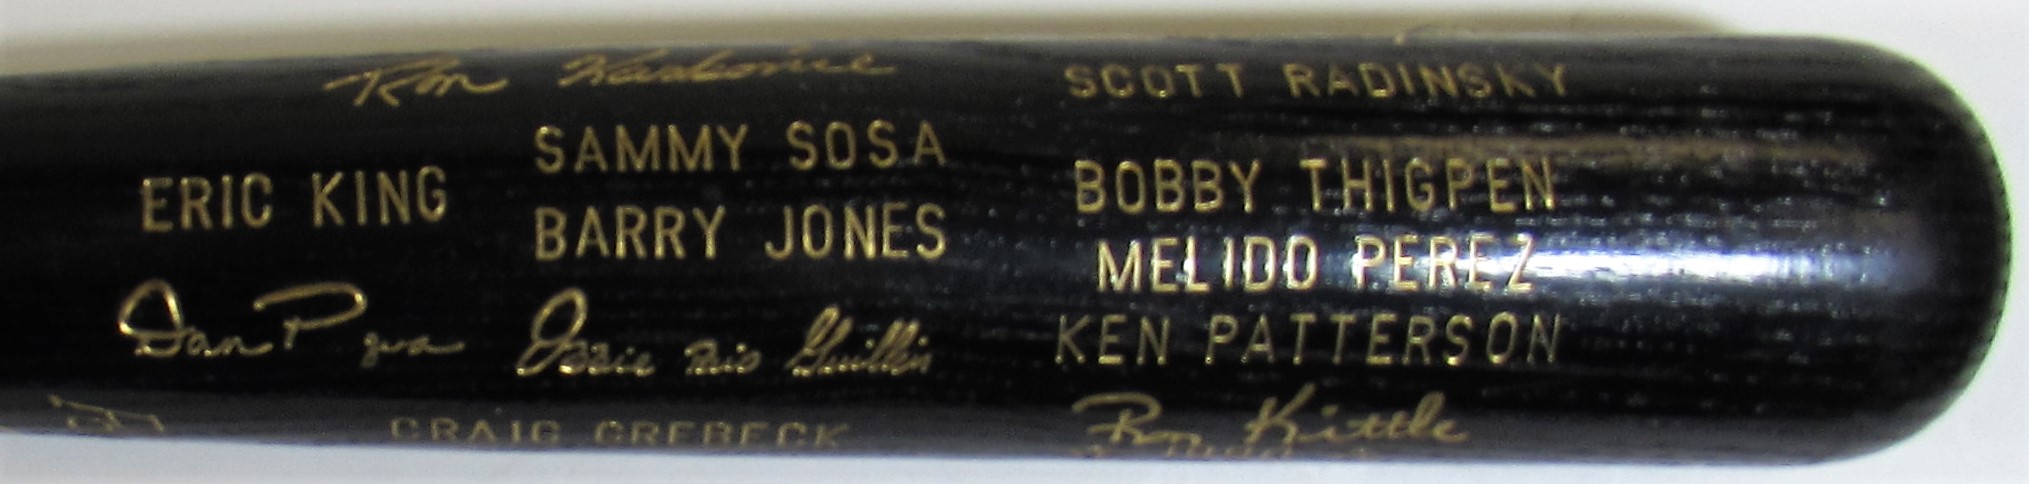 Ron Karkovice
SCOTT RADINSKY
SAMMY SOSA
ERIC KING
BARRY JONES
BOBBY THIGPEN
MELIDO PEREZ
Dan Pqua
Ozzie Guillen
KEN PATTERSON
CRAIG GREBECK
Ron Kittle